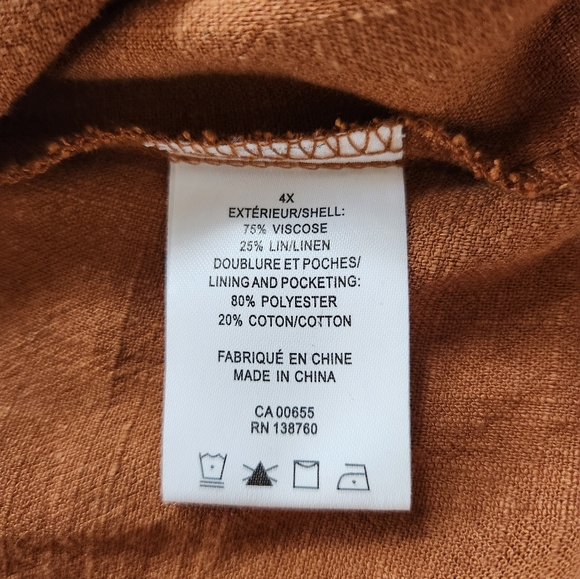 4X
EXTÉRIEUR/SHELL:
75% VISCOSE
25% LIN/LINEN
DOUBLURE ET POCHES/
LINING AND POCKETING:
80% POLYESTER
20% COTON/COTTON
FABRIQUÉ EN CHINE
MADE IN CHINA
CA 00655
RN 138760